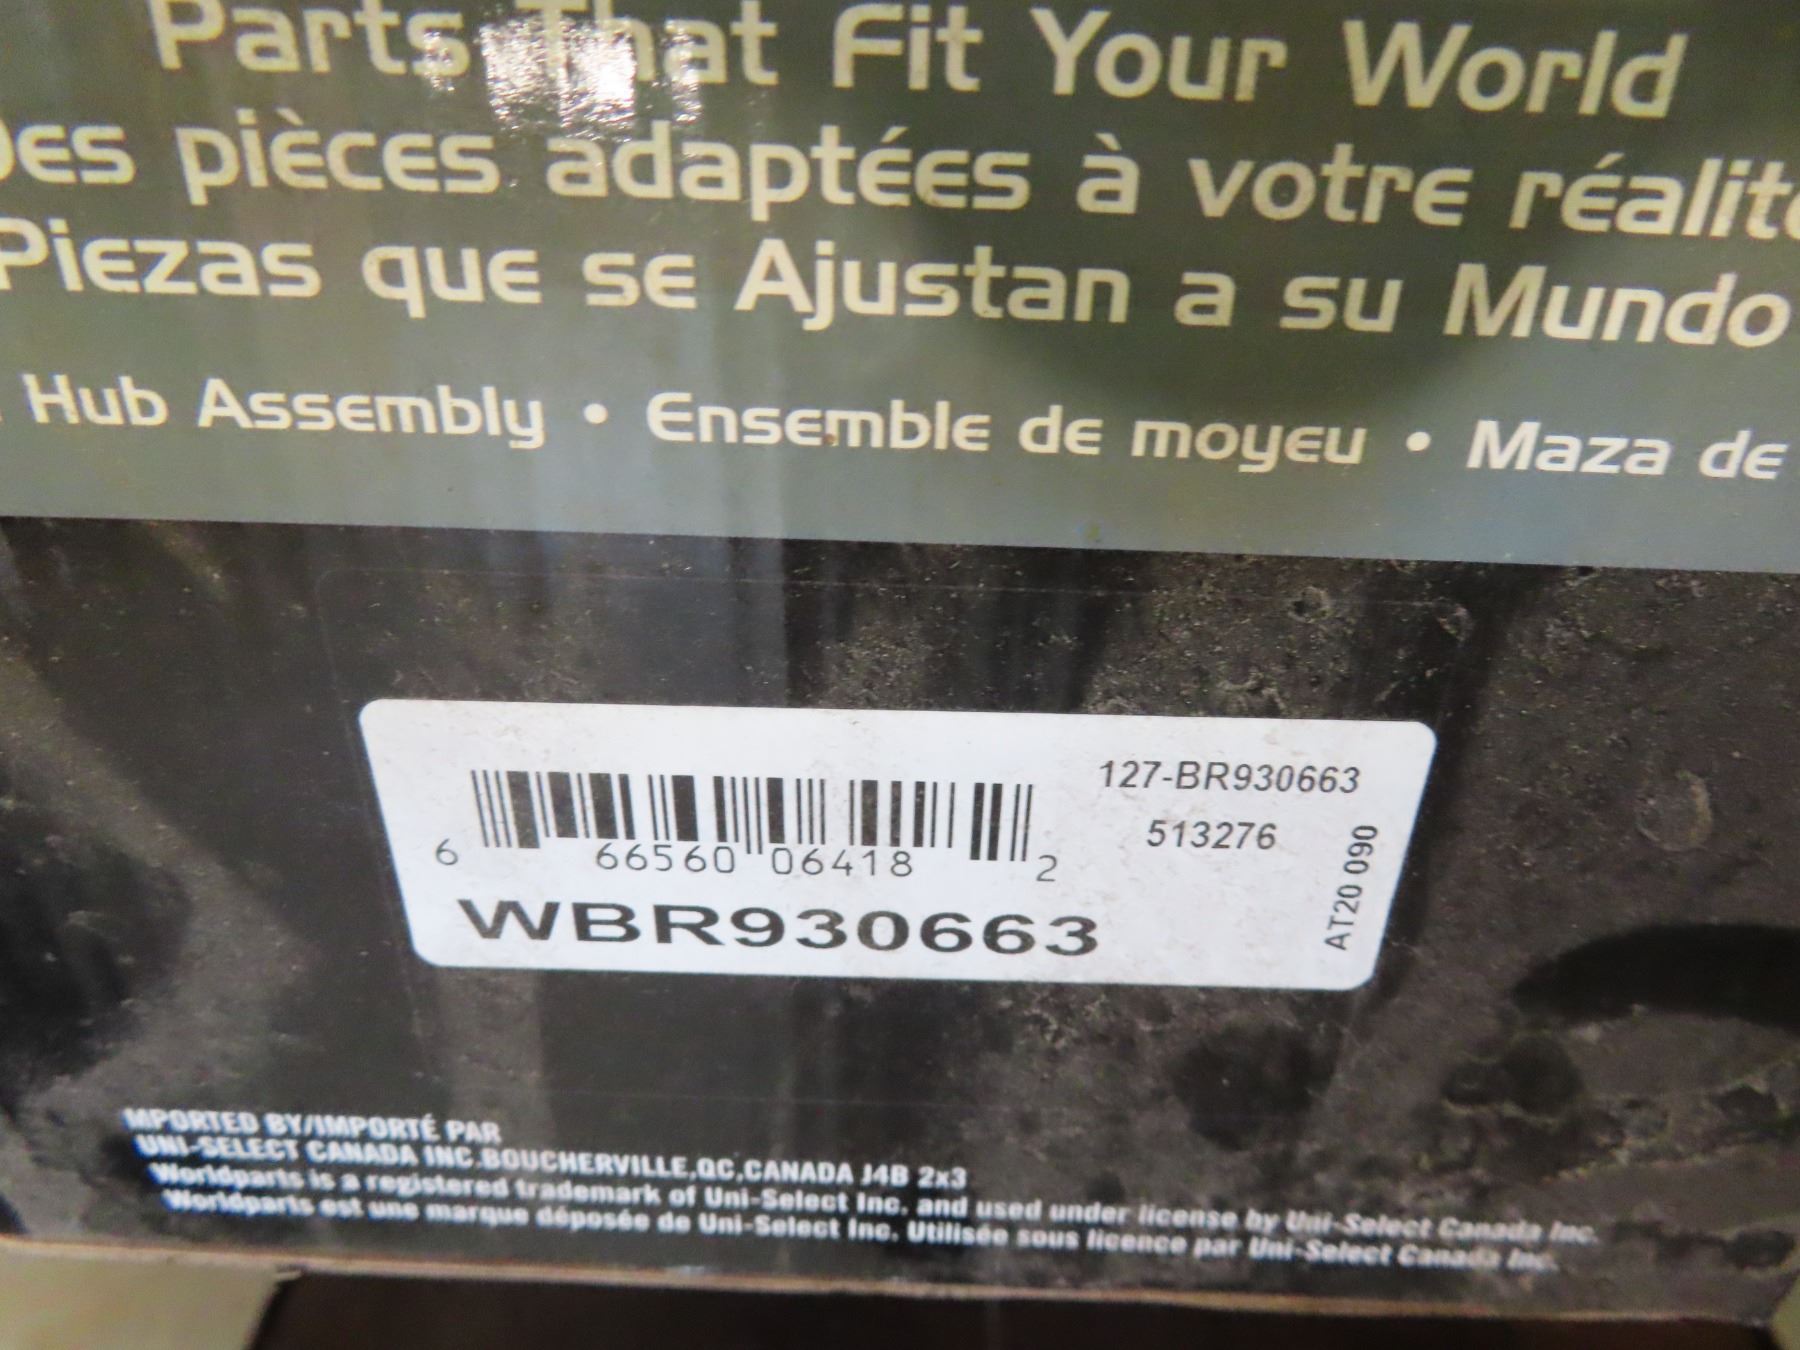 Parts That Fit Your World
Des pièces adaptées à votre réalité
Piezas que se Ajustan a su Mundo
Hub Assembly • Ensemble de moyeu • Maza de
127-BR930663
513276
6 66560 06418 2
WBR930663
AT20 090
IMPORTED BY/IMPORTÉ PAR
UNI-SELECT CANADA INC.BOUCHERVILLE,QC,CANADA J4B 2x3
Worldparts is a registered trademark of Uni-Select Inc. and used under license by Uni-Select Canada Inc.
Worldparts est une marque déposée de Uni-Select Inc. Utilisée sous licence par Uni-Select Canada Inc.